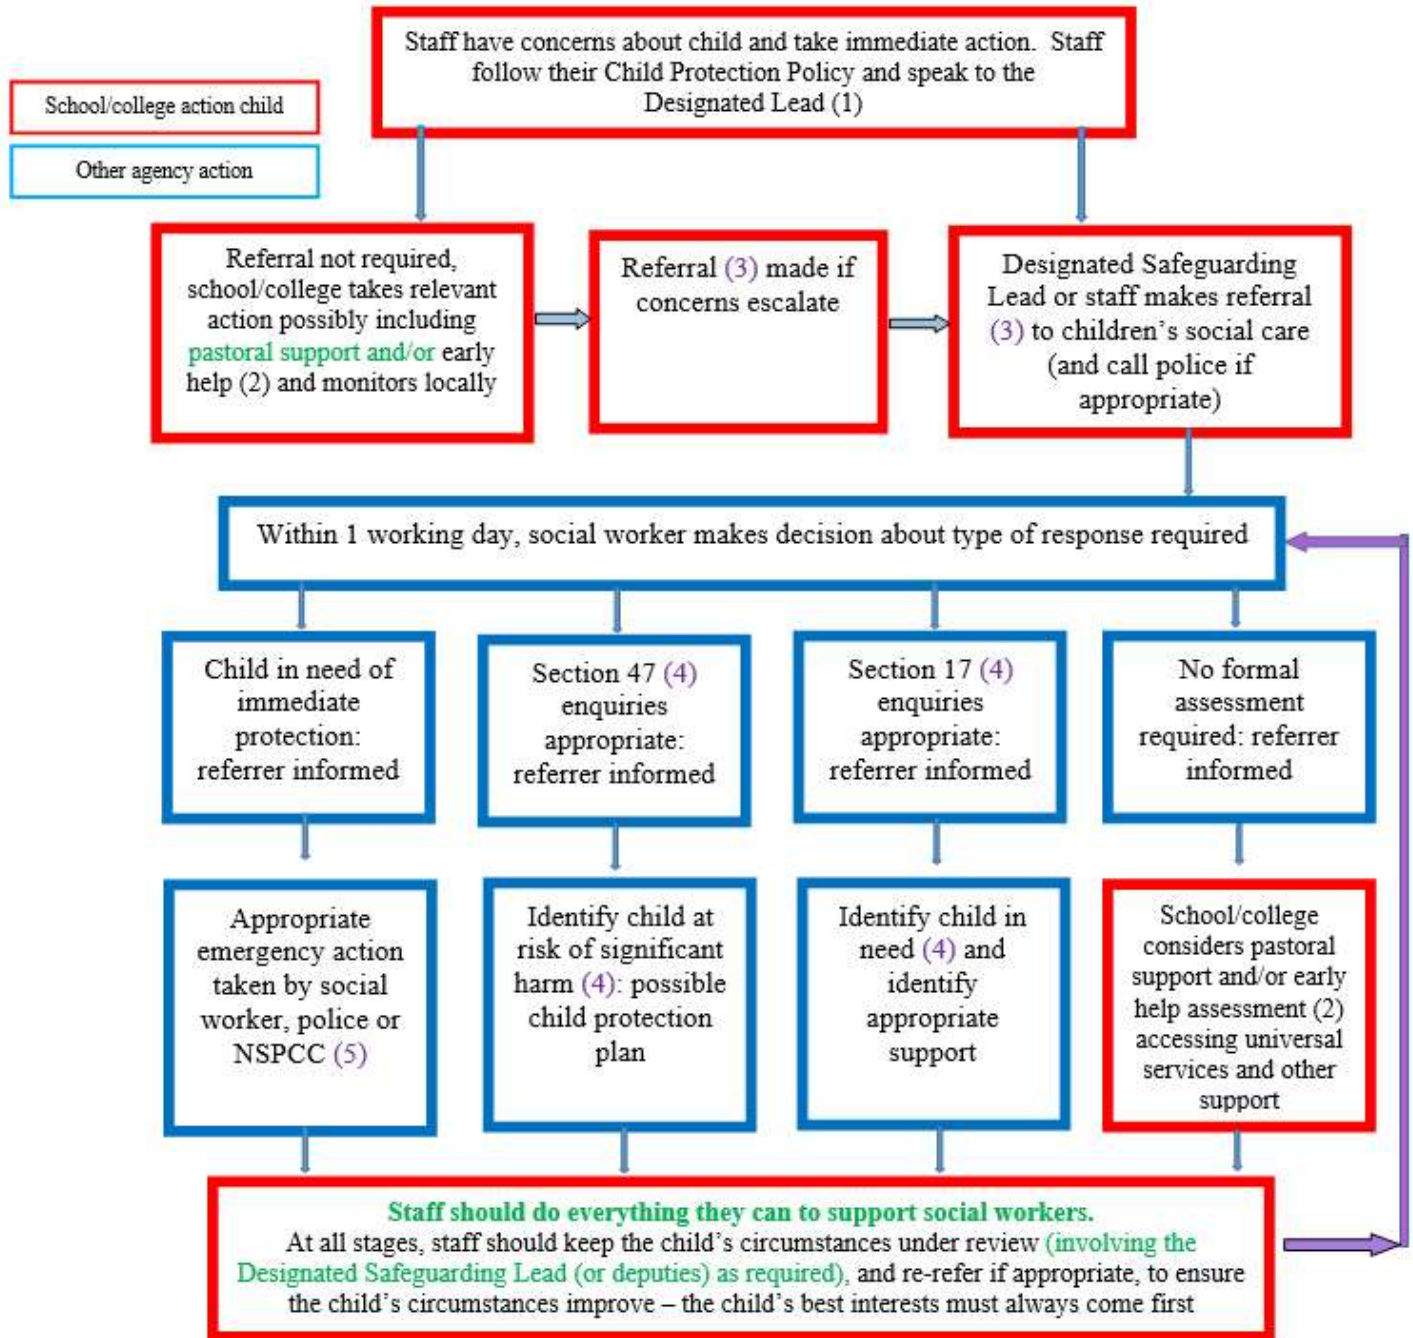 Staff have concerns about child and take immediate action.  Staff
follow their Child Protection Policy and speak to the
Designated Lead (1)
School/college action child
Other agency action
Referral not required,
school/college takes relevant
action possibly including
pastoral support and/or early
help (2) and monitors locally
Referral (3) made if
concerns escalate
Designated Safeguarding
Lead or staff makes referral
(3) to children’s social care
(and call police if
appropriate)
Within 1 working day, social worker makes decision about type of response required
Child in need of
immediate
protection:
referrer informed
Section 47 (4)
enquiries
appropriate:
referrer informed
Section 17 (4)
enquiries
appropriate:
referrer informed
No formal
assessment
required: referrer
informed
Appropriate
emergency action
taken by social
worker, police or
NSPCC (5)
Identify child at
risk of significant
harm (4): possible
child protection
plan
Identify child in
need (4) and
identify
appropriate
support
School/college
considers pastoral
support and/or early
help assessment (2)
accessing universal
services and other
support
Staff should do everything they can to support social workers.
At all stages, staff should keep the child’s circumstances under review (involving the
Designated Safeguarding Lead (or deputies) as required), and re-refer if appropriate, to ensure
the child’s circumstances improve – the child’s best interests must always come first